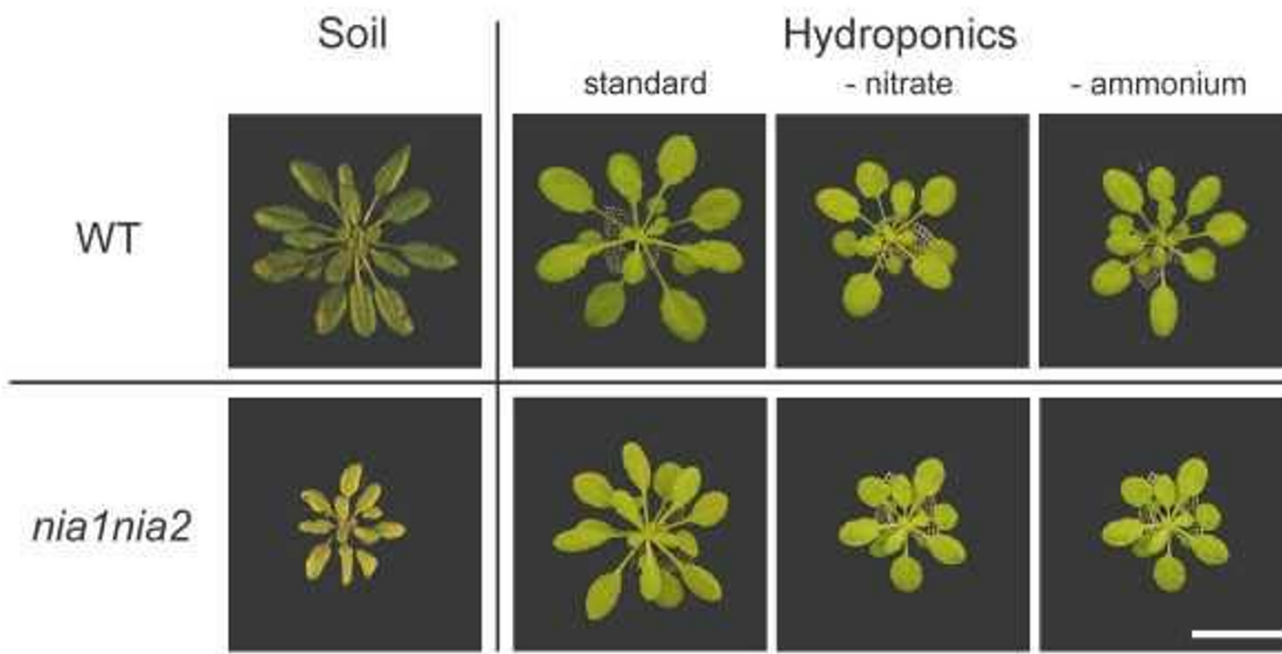 Soil
Hydroponics
standard
- nitrate
- ammonium
WT
nia1nia2